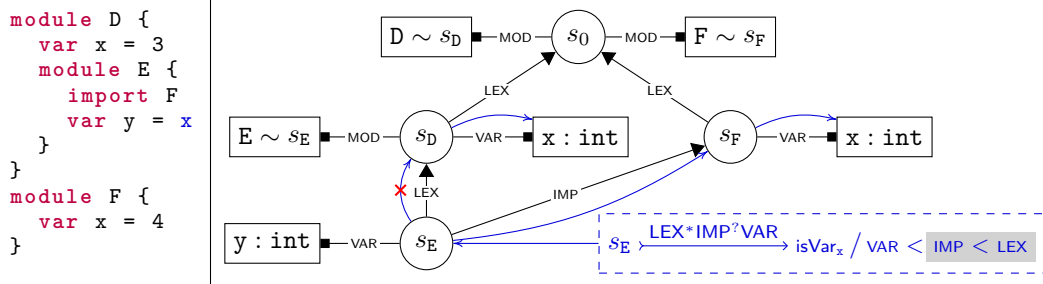 module D {
var x = 3
module E {
import F
var y = x
}
}
module F {
var x = 4
}
D ∼ s_D MOD s_0 MOD F ∼ s_F
LEX LEX
E ∼ s_E MOD s_D VAR x : int s_F VAR x : int
LEX IMP
y : int VAR s_E s_E LEX*IMP?VAR isVar_x / VAR < IMP < LEX